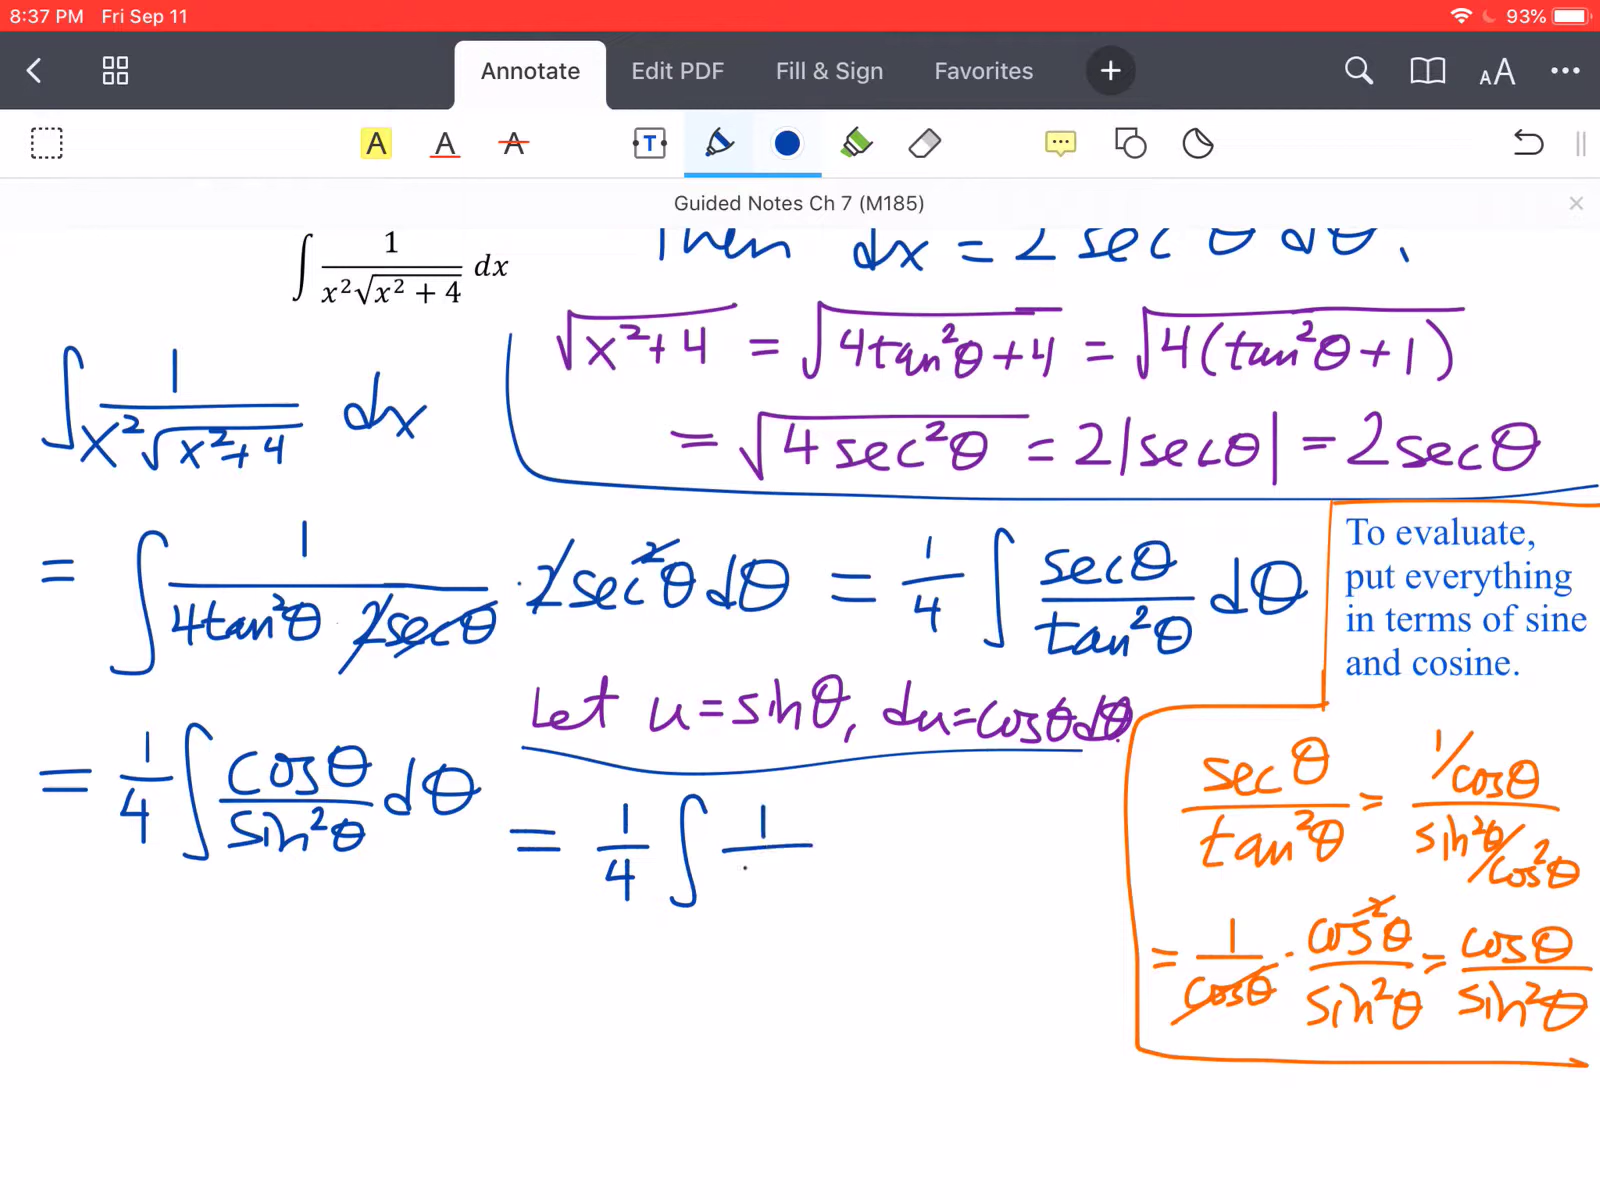 8:37 PM Fri Sep 11 93%
Annotate Edit PDF Fill & Sign Favorites + AA
A A A T
Guided Notes Ch 7 (M185)
∫ 1/(x²√(x² + 4)) dx
Then dx = 2 sec θ dθ.
√(x²+4) = √(4tan²θ+4) = √(4(tan²θ+1))
= √(4 sec²θ) = 2|secθ| = 2secθ
∫ 1/(x²√(x²+4)) dx
= ∫ 1/(4tan²θ · 2secθ) · 2sec²θ dθ = 1/4 ∫ secθ/tan²θ dθ
To evaluate,
put everything
in terms of sine
and cosine.
Let u=sinθ, du=cosθdθ.
= 1/4 ∫ cosθ/sin²θ dθ
= 1/4 ∫ 1/
secθ/tan²θ = (1/cosθ)/(sin²θ/cos²θ)
= 1/cosθ · cos²θ/sin²θ = cosθ/sin²θ